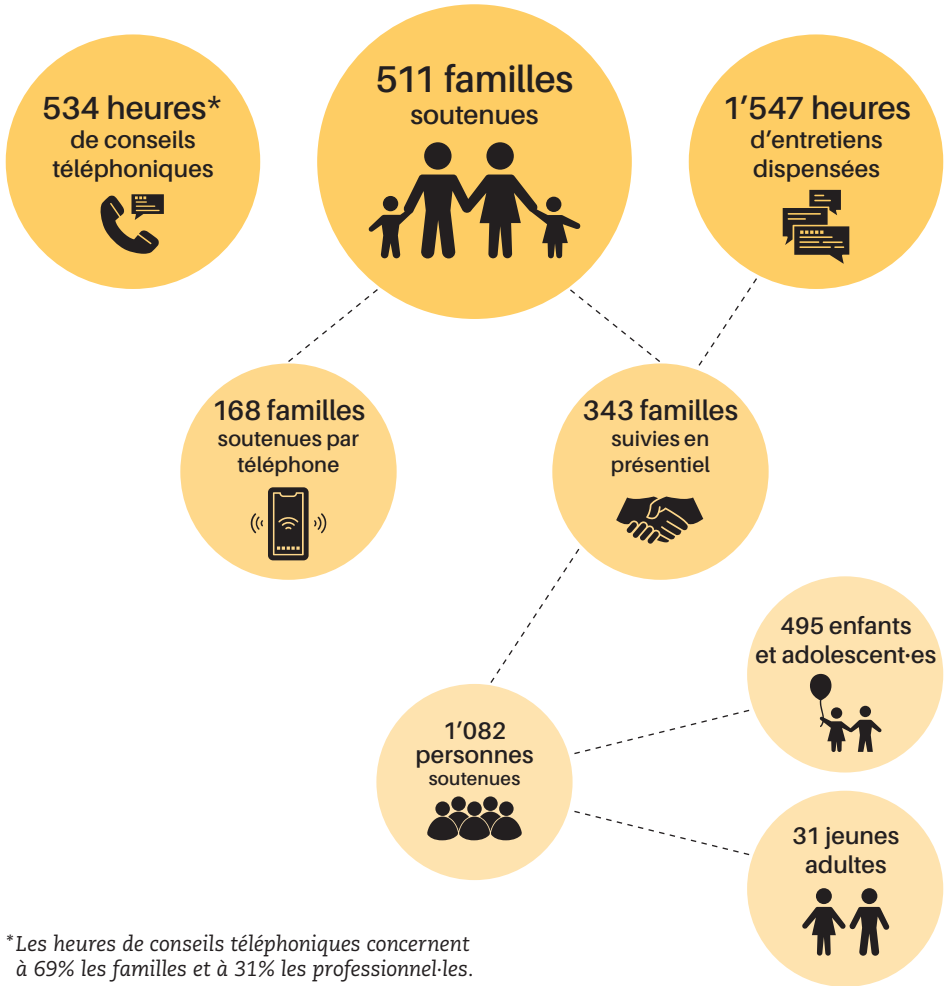 534 heures*
de conseils
téléphoniques
511 familles
soutenues
1’547 heures
d’entretiens
dispensées
168 familles
soutenues par
téléphone
343 familles
suivies en
présentiel
1’082
personnes
soutenues
495 enfants
et adolescent·es
31 jeunes
adultes
*Les heures de conseils téléphoniques concernent
à 69% les familles et à 31% les professionnel·les.